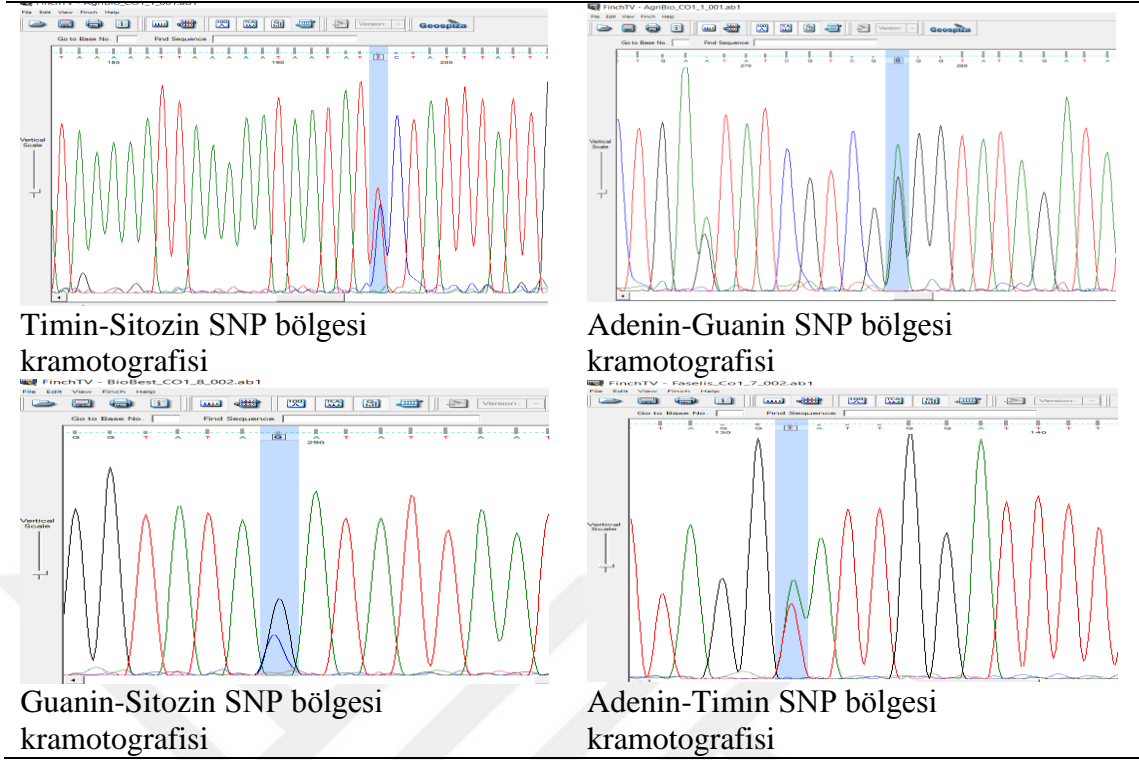 FinchTV - AgriBio_CO1_1_001.ab1
File Edit View Finch Help
Version: -
Geospiza
Go to Base No. Find Sequence
180 190 200
Vertical
Scale
FinchTV - AgriBio_CO1_1_001.ab1
File Edit View Finch Help
Version: -
Geospiza
Go to Base No. Find Sequence
C T G A A T A T C G T C G G G G T A T A G A T A
270 280
Vertical
Scale
Timin-Sitozin SNP bölgesi
kramotografisi
Adenin-Guanin SNP bölgesi
kramotografisi
FinchTV - BioBest_CO1_8_002.ab1
File Edit View Finch Help
Version: -
Go to Base No. Find Sequence
G G T A T A G A T A T T A A T
290
Vertical
Scale
FinchTV - Faselis_Co1_7_002.ab1
File Edit View Finch Help
Version: -
Go to Base No. Find Sequence
T A G G T A T T G G A T T T T
130 140
Vertical
Scale
Guanin-Sitozin SNP bölgesi
kramotografisi
Adenin-Timin SNP bölgesi
kramotografisi